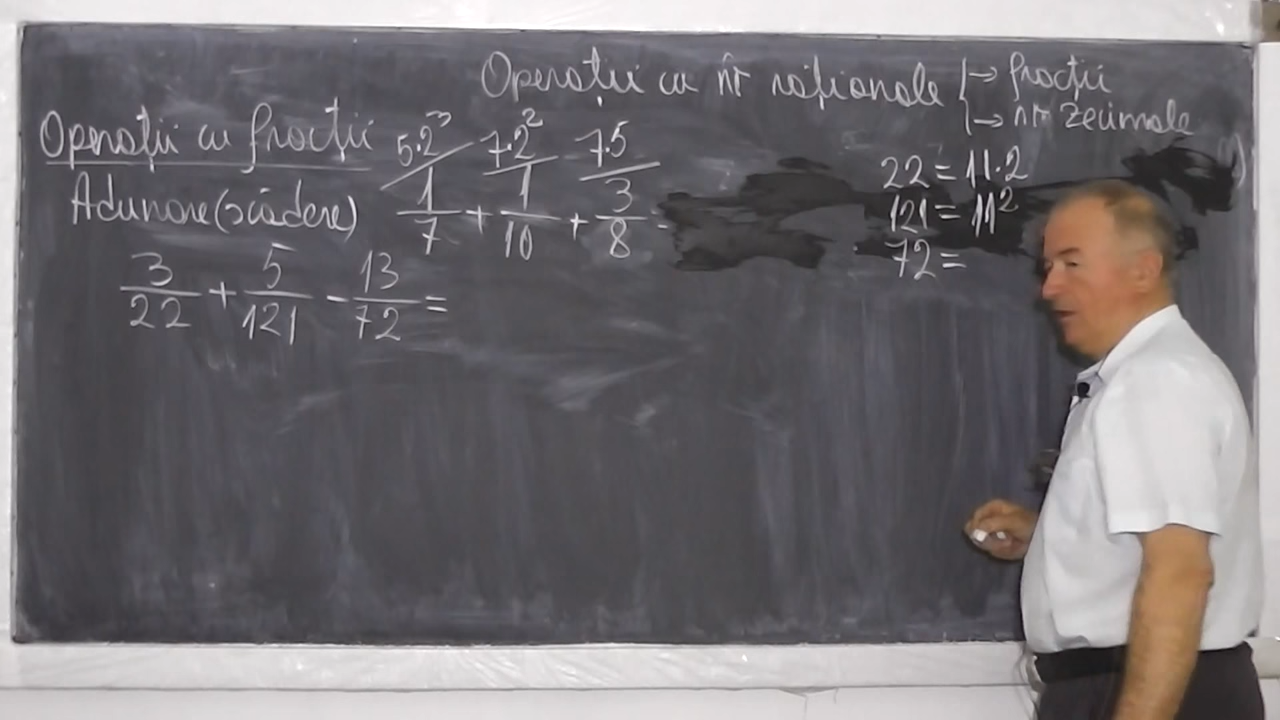 Operații cu nr raționale → fracții
→ nr zecimale
Operații cu fracții
5·2³ 7·2² 7·5
Adunare (scădere) 1/7 + 1/10 + 3/8 =
3/22 + 5/121 - 13/72 =
22 = 11·2
121 = 11²
72 =